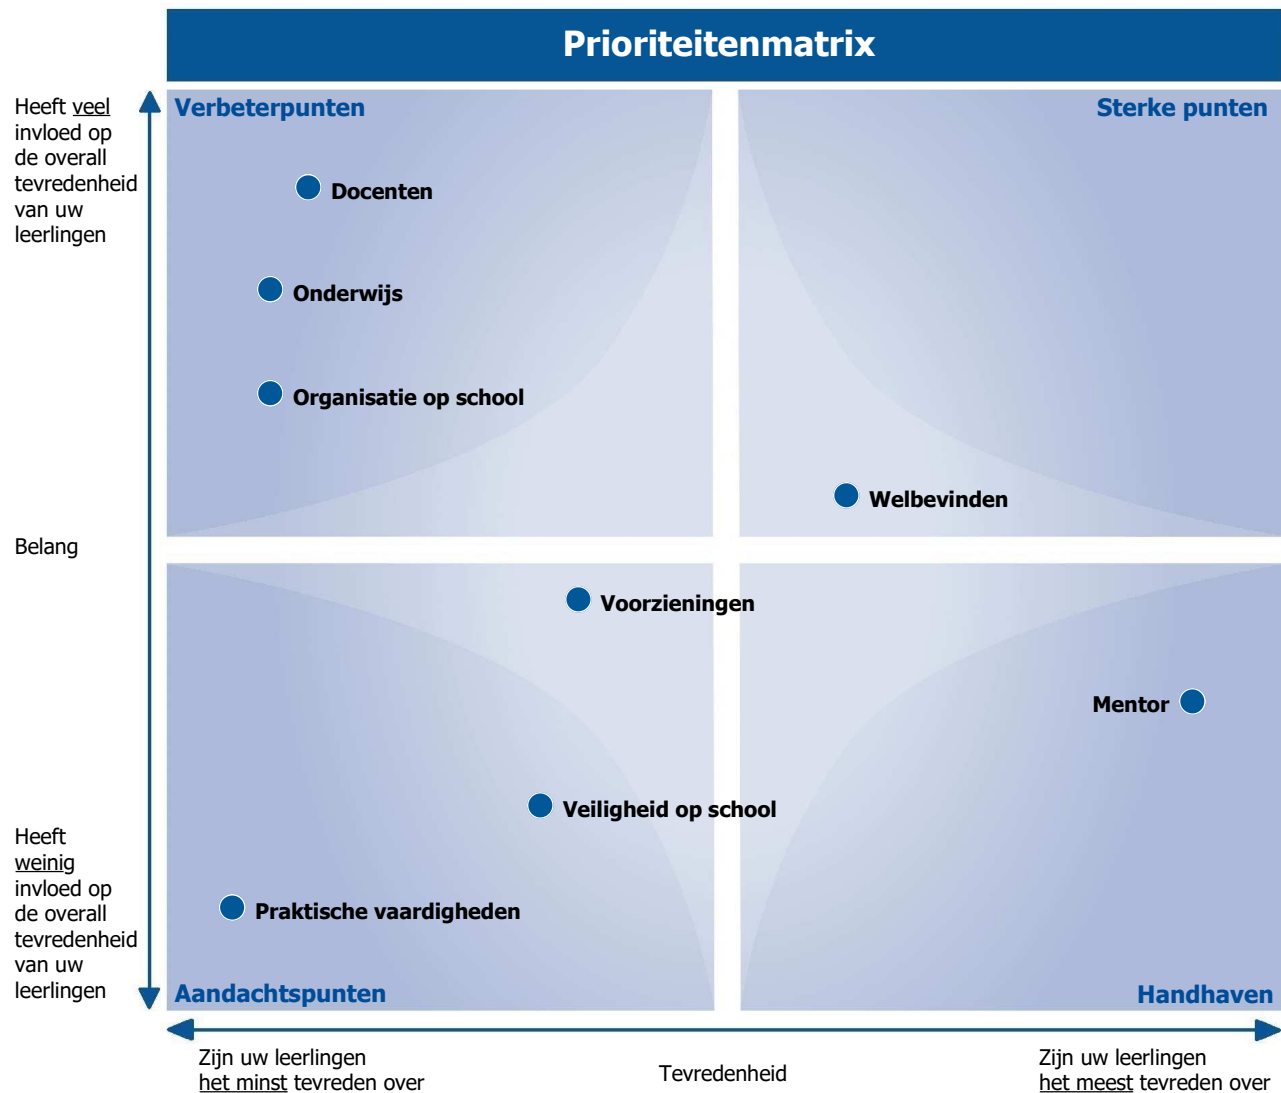 Prioriteitenmatrix
Heeft veel
invloed op
de overall
tevredenheid
van uw
leerlingen
Verbeterpunten
Sterke punten
Docenten
Onderwijs
Organisatie op school
Welbevinden
Belang
Voorzieningen
Mentor
Veiligheid op school
Heeft
weinig
invloed op
de overall
tevredenheid
van uw
leerlingen
Praktische vaardigheden
Aandachtspunten
Handhaven
Zijn uw leerlingen
het minst tevreden over
Tevredenheid
Zijn uw leerlingen
het meest tevreden over